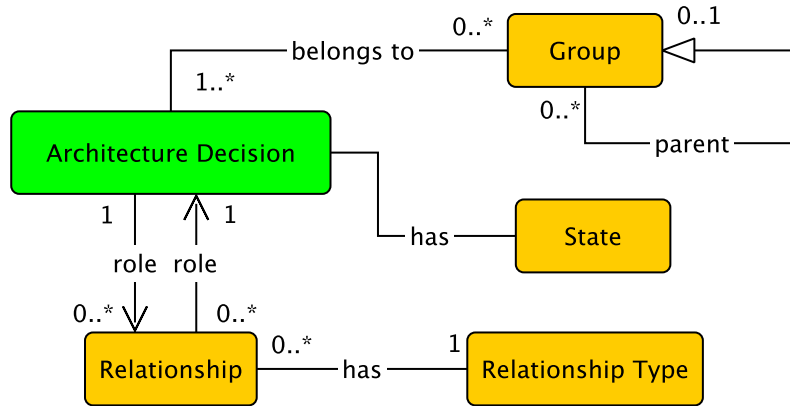 0..1
0..*
belongs to
Group
1..*
0..*
Architecture Decision
parent
1
1
has
State
role
role
0..*
0..*
0..*
1
Relationship
has
Relationship Type